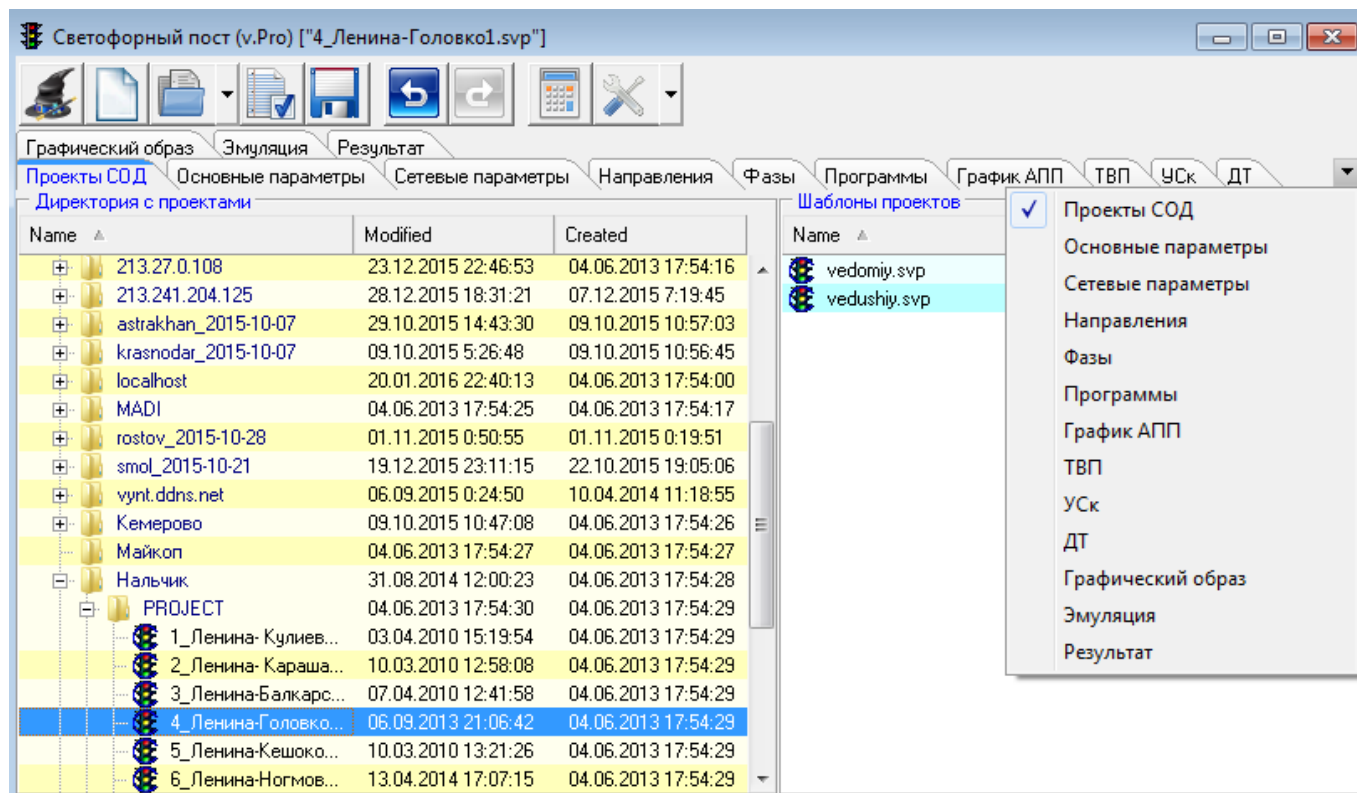 Светофорный пост (v.Pro) ["4_Ленина-Головко1.svp"]
Графический образ Эмуляция Результат
Проекты СОД Основные параметры Сетевые параметры Направления Фазы Программы График АПП ТВП УСк ДТ
Директория с проектами
Name Modified Created
213.27.0.108 23.12.2015 22:46:53 04.06.2013 17:54:16
213.241.204.125 28.12.2015 18:31:21 07.12.2015 7:19:45
astrakhan_2015-10-07 29.10.2015 14:43:30 09.10.2015 10:57:03
krasnodar_2015-10-07 09.10.2015 5:26:48 09.10.2015 10:56:45
localhost 20.01.2016 22:40:13 04.06.2013 17:54:00
MADI 04.06.2013 17:54:25 04.06.2013 17:54:17
rostov_2015-10-28 01.11.2015 0:50:55 01.11.2015 0:19:51
smol_2015-10-21 19.12.2015 23:11:15 22.10.2015 19:05:06
vynt.ddns.net 06.09.2015 0:24:50 10.04.2014 11:18:55
Кемерово 09.10.2015 10:47:08 04.06.2013 17:54:26
Майкоп 04.06.2013 17:54:27 04.06.2013 17:54:27
Нальчик 31.08.2014 12:00:23 04.06.2013 17:54:28
PROJECT 04.06.2013 17:54:30 04.06.2013 17:54:29
1_Ленина- Кулиев... 03.04.2010 15:19:54 04.06.2013 17:54:29
2_Ленина- Караша... 10.03.2010 12:58:08 04.06.2013 17:54:29
3_Ленина-Балкарс... 07.04.2010 12:41:58 04.06.2013 17:54:29
4_Ленина-Головко... 06.09.2013 21:06:42 04.06.2013 17:54:29
5_Ленина-Кешоко... 10.03.2010 13:21:26 04.06.2013 17:54:29
6_Ленина-Ногмов... 13.04.2014 17:07:15 04.06.2013 17:54:29
Шаблоны проектов
Name
vedomiy.svp
vedushiy.svp
Проекты СОД
Основные параметры
Сетевые параметры
Направления
Фазы
Программы
График АПП
ТВП
УСк
ДТ
Графический образ
Эмуляция
Результат